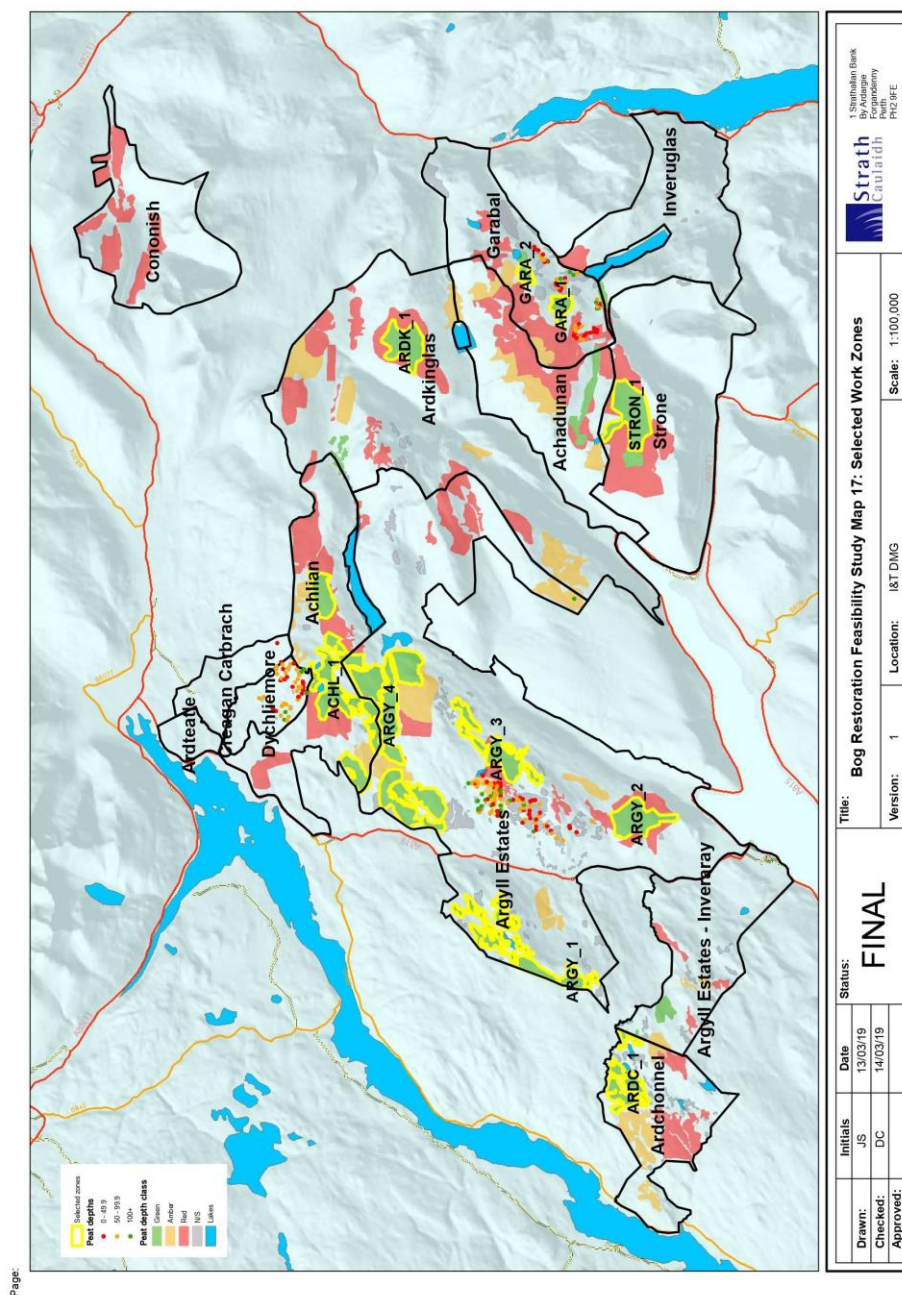 Page:
Selected zones
Peat depths
0 - 49.9
50 - 99.9
100+
Peat depth class
Green
Amber
Red
N/S
Lakes
Cononish
Ardteatle
Creagan Carbrach
Dychliemore
Achlian
ACHL_1
ARGY_4
ARDK_1
Ardkinglas
Garabal
GARA_2
GARA_1
Inveruglas
Achadunan
STRON_1
Strone
ARGY_3
Argyll Estates
ARGY_2
ARGY_1
Argyll Estates - Inveraray
ARDC_1
Ardchonnel
A819
A815
Initials
Date
Status:
Drawn:
JS
13/03/19
FINAL
Checked:
DC
14/03/19
Approved:
Title:
Bog Restoration Feasibility Study Map 17: Selected Work Zones
Version:
1
Location:
I&T DMG
Scale:
1:100,000
Strath
Caulaidh
1 Strathallan Bank
By Ardargie
Forgandenny
Perth
PH2 9FE